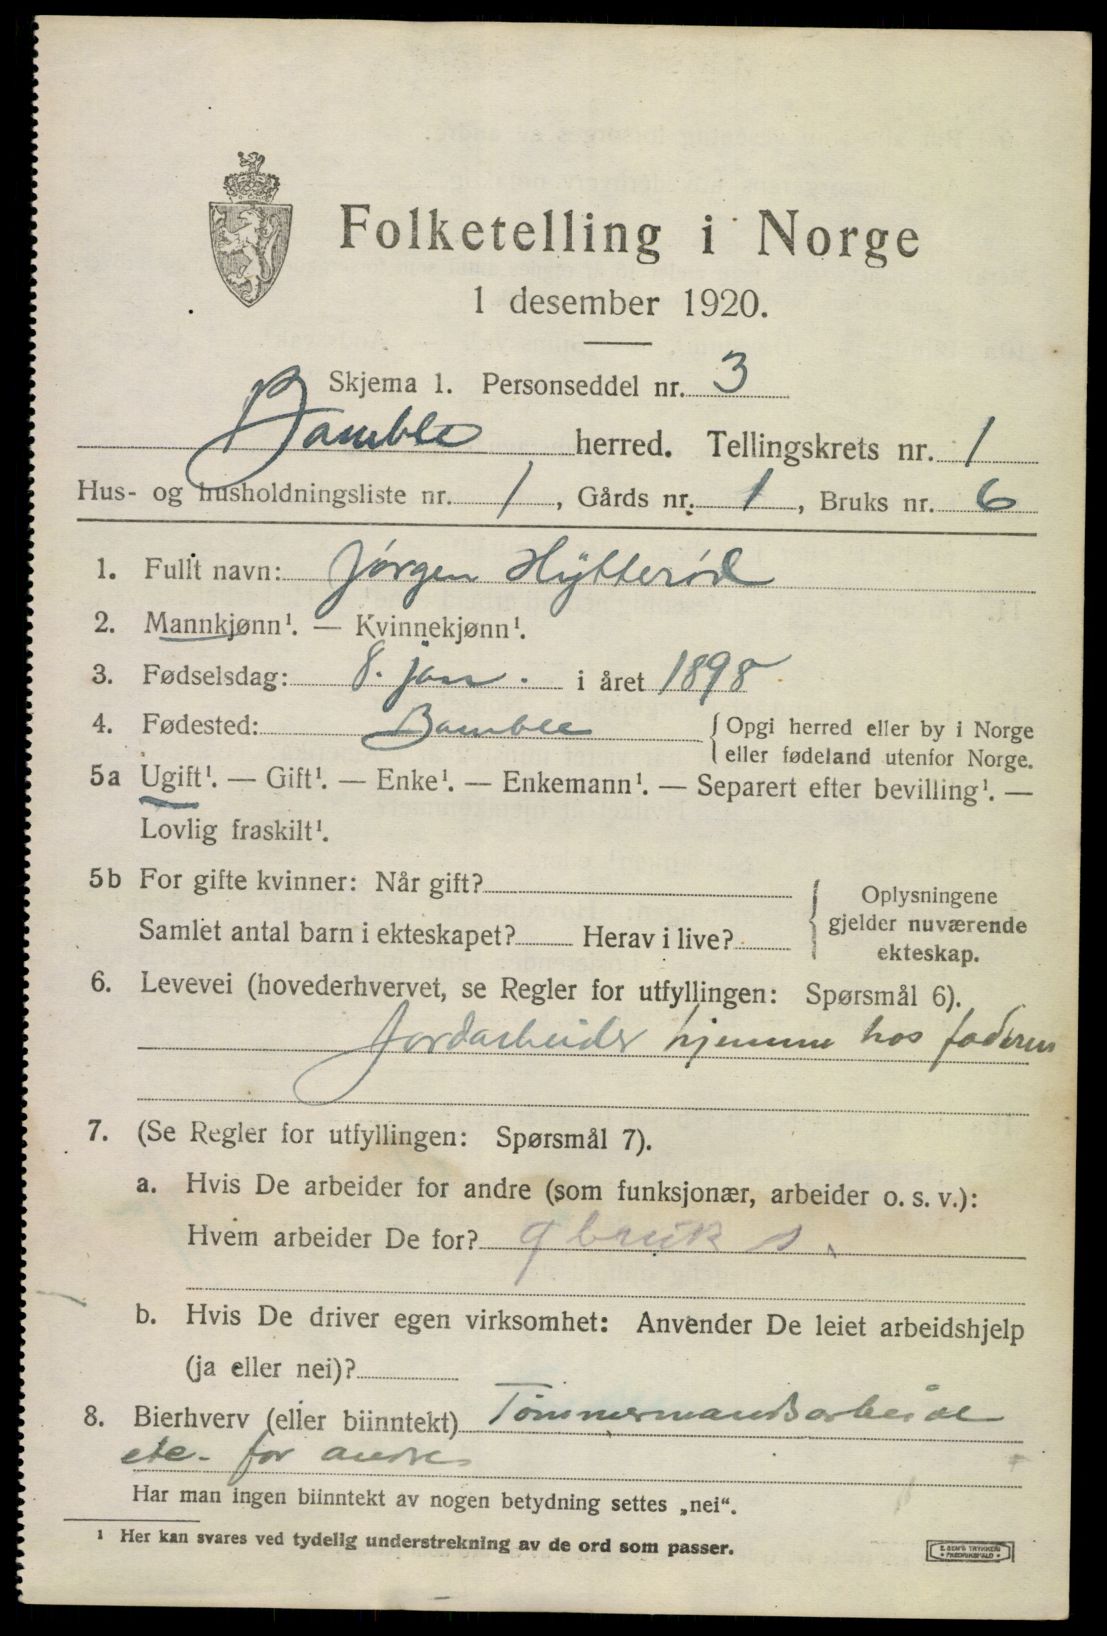 Folketelling i Norge
1 desember 1920.
Skjema 1. Personseddel nr. 3
Bamble herred. Tellingskrets nr. 1
Hus- og husholdningsliste nr. 1, Gårds nr. 1, Bruks nr. 6
1. Fullt navn: Jørgen Hÿtterød
2. Mannkjønn¹. — Kvinnekjønn¹.
3. Fødselsdag: 8. jan. i året 1898
4. Fødested: Bamble {Opgi herred eller by i Norge
eller fødeland utenfor Norge.
5a Ugift¹. — Gift¹. — Enke¹. — Enkemann¹. — Separert efter bevilling¹. —
Lovlig fraskilt¹.
5b For gifte kvinner: Når gift?
Samlet antal barn i ekteskapet? Herav i live?
{ Oplysningene
gjelder nuværende
ekteskap.
6. Levevei (hovederhvervet, se Regler for utfyllingen: Spørsmål 6).
Jordarbeider hjemme hos faderen
7. (Se Regler for utfyllingen: Spørsmål 7).
a. Hvis De arbeider for andre (som funksjonær, arbeider o. s. v.):
Hvem arbeider De for? gbruk s.
b. Hvis De driver egen virksomhet: Anvender De leiet arbeidshjelp
(ja eller nei)?
8. Bierhverv (eller biinntekt) Tømmermandsarbeide
etc. for andre
Har man ingen biinntekt av nogen betydning settes „nei“.
¹ Her kan svares ved tydelig understrekning av de ord som passer.
E. SEM'S TRYKKERI
• FREDRIKSHALD •